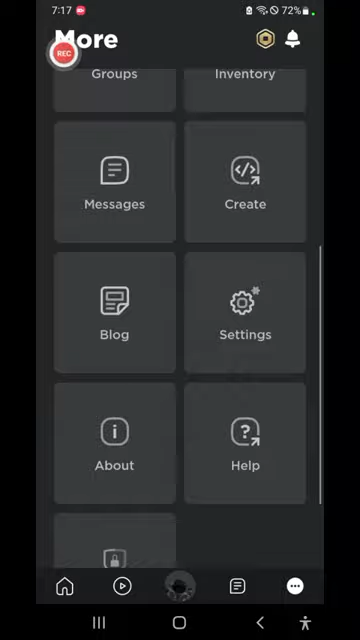 7:17
72%
More
REC
Groups
Inventory
Messages
Create
Blog
Settings
About
Help